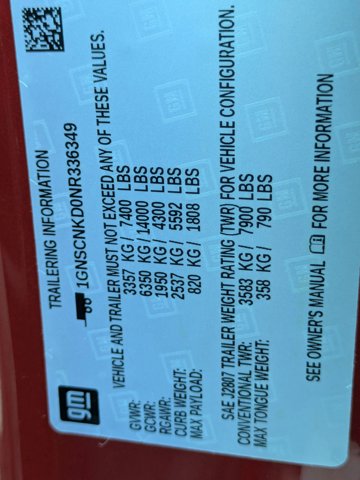 gm
TRAILERING INFORMATION
1GNSCNKD0NR336349
VEHICLE AND TRAILER MUST NOT EXCEED ANY OF THESE VALUES.
GVWR: 3357 KG / 7400 LBS
GCWR: 6350 KG / 14000 LBS
RGAWR: 1950 KG / 4300 LBS
CURB WEIGHT: 2537 KG / 5592 LBS
MAX PAYLOAD: 820 KG / 1808 LBS
SAE J2807 TRAILER WEIGHT RATING (TWR) FOR VEHICLE CONFIGURATION.
CONVENTIONAL TWR: 3583 KG / 7900 LBS
MAX TONGUE WEIGHT: 358 KG / 790 LBS
SEE OWNER'S MANUAL FOR MORE INFORMATION